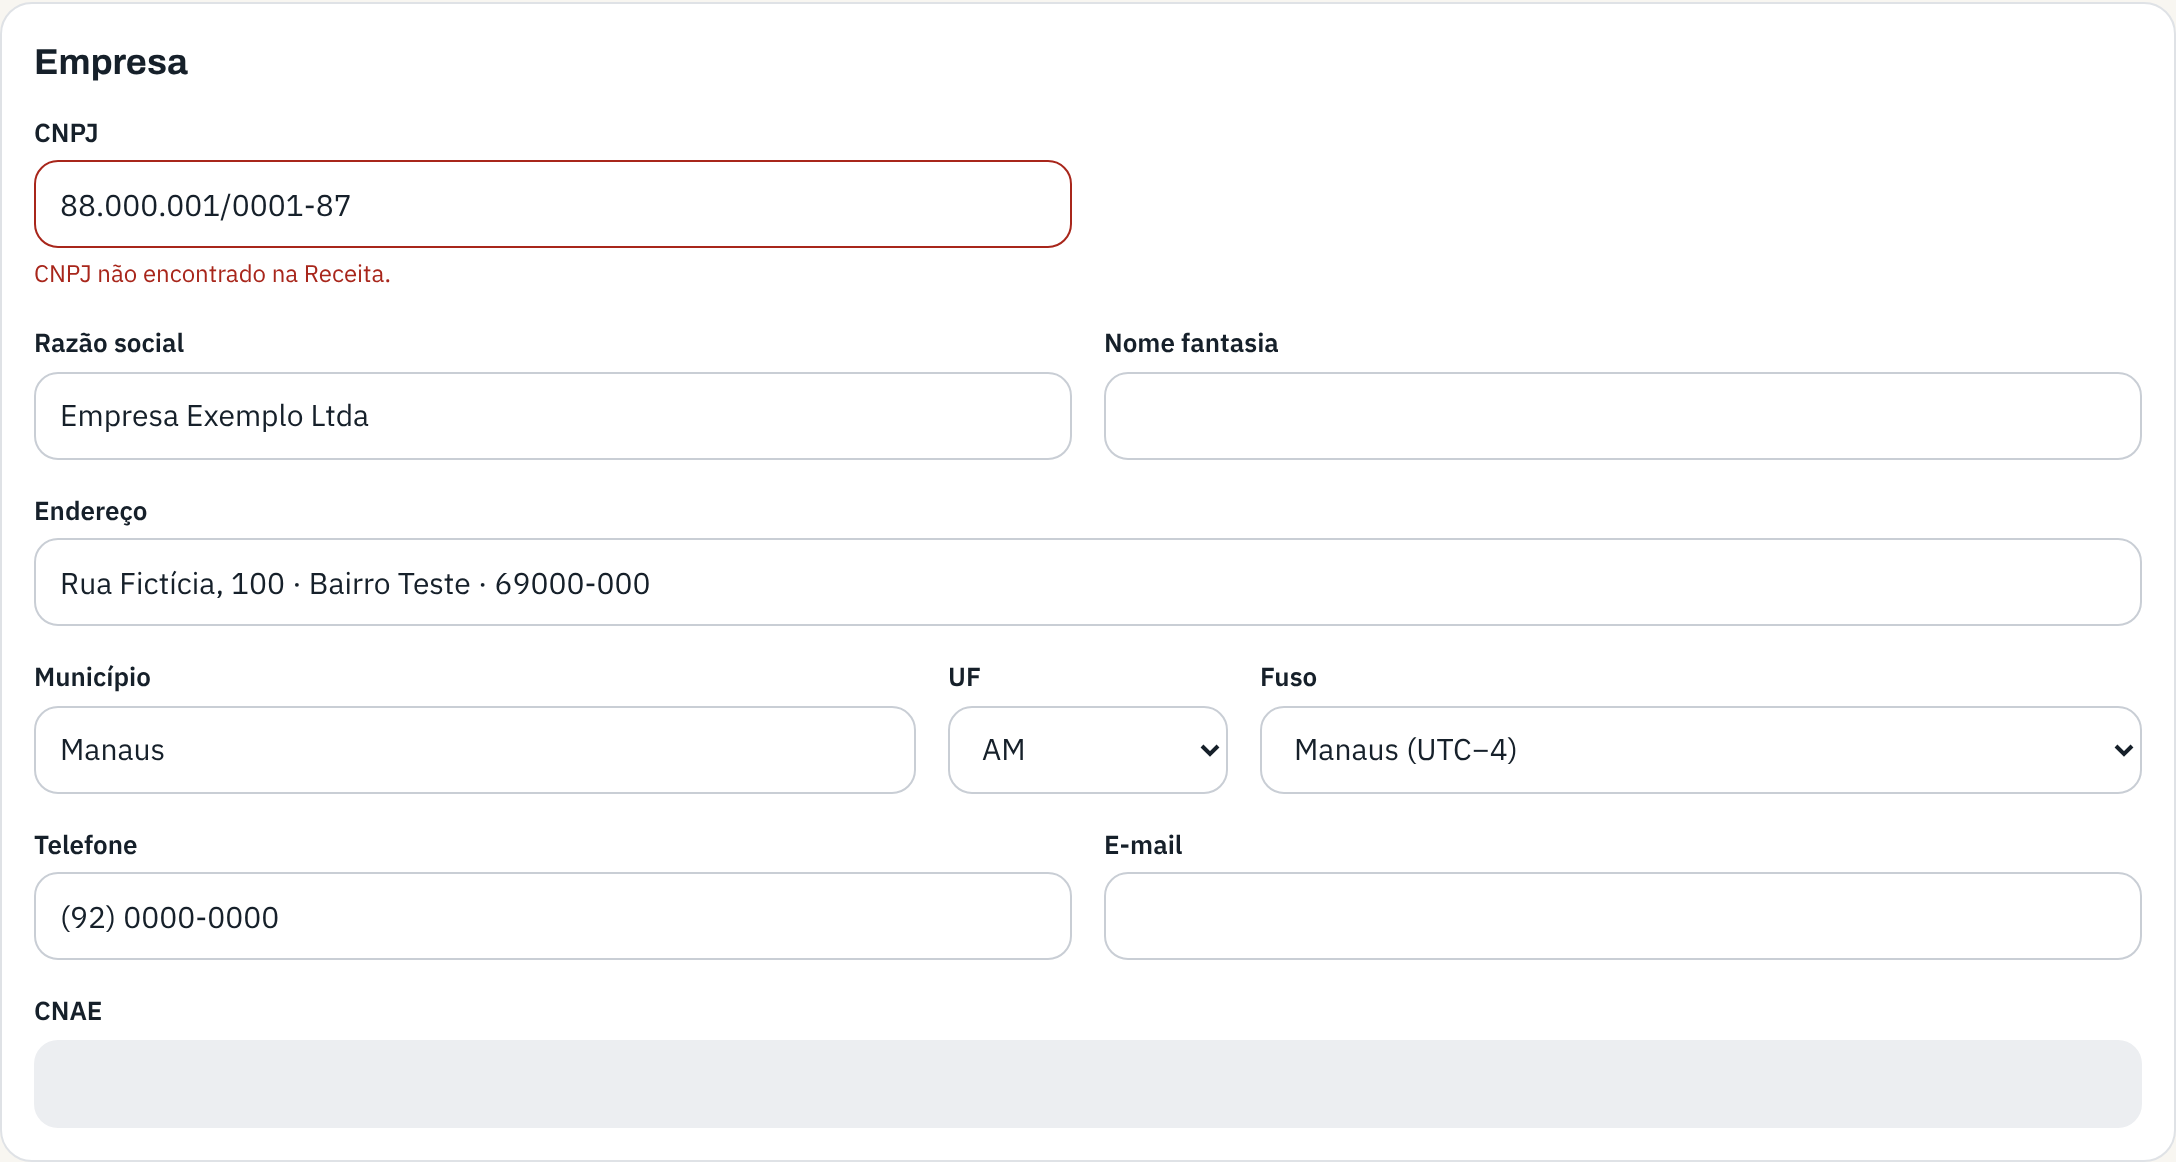 Empresa
CNPJ
88.000.001/0001-87
CNPJ não encontrado na Receita.
Razão social
Nome fantasia
Empresa Exemplo Ltda
Endereço
Rua Fictícia, 100 · Bairro Teste · 69000-000
Município
UF
Fuso
Manaus
AM
Manaus (UTC−4)
Telefone
E-mail
(92) 0000-0000
CNAE